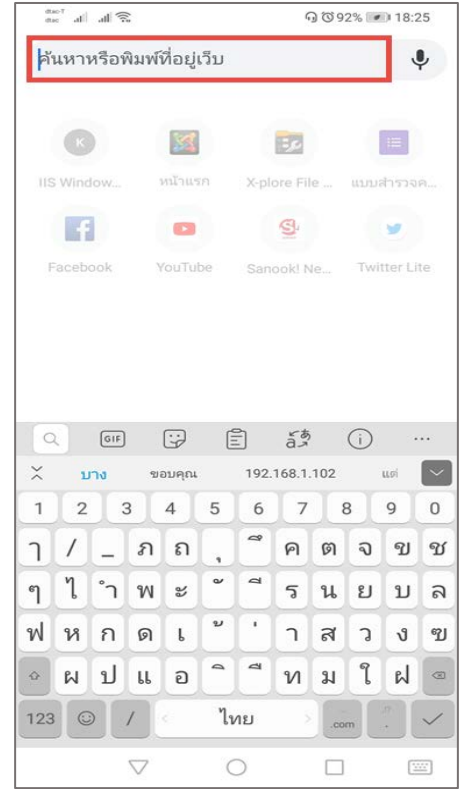 dtac-T
dtac
92% 18:25
ค้นหาหรือพิมพ์ที่อยู่เว็บ
K
IIS Window... หน้าแรก X-plore File ... แบบสำรวจค...
Facebook YouTube Sanook! Ne... Twitter Lite
GIF
บาง ขอบคุณ 192.168.1.102 แต่
1 2 3 4 5 6 7 8 9 0
ๅ / _ ภ ถ ุ ึ ค ต จ ข ช
ๆ ไ ำ พ ะ ั ี ร น ย บ ล
ฟ ห ก ด เ ้ ่ า ส ว ง ฃ
ผ ป แ อ ิ ื ท ม ใ ฝ
123 / < ไทย > .com .